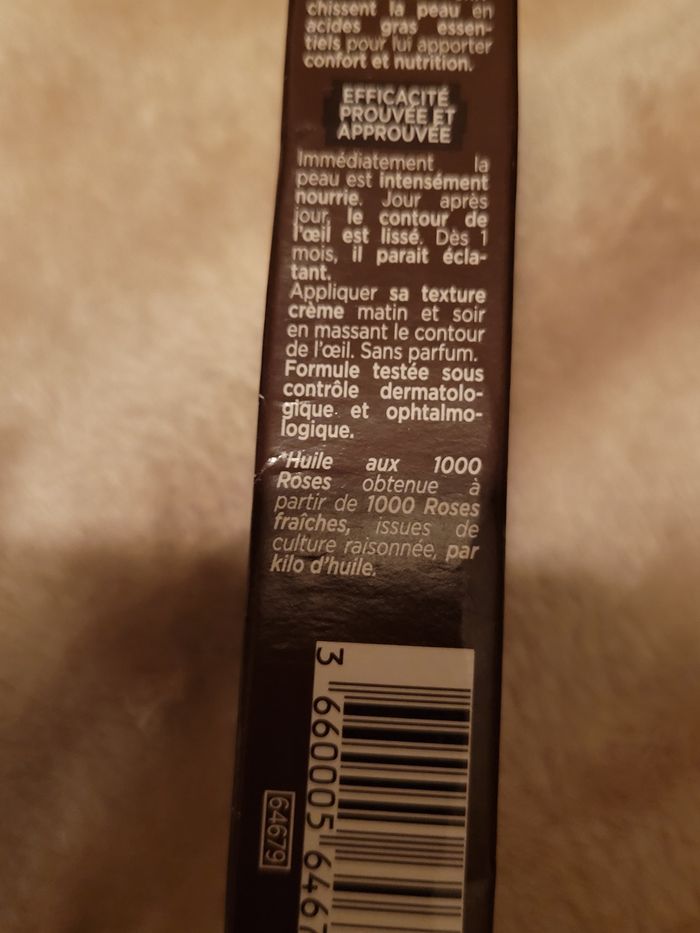 chissent la peau en
acides gras essen-
tiels pour lui apporter
confort et nutrition.
EFFICACITÉ
PROUVÉE ET
APPROUVÉE
Immédiatement la
peau est intensément
nourrie. Jour après
jour, le contour de
l'œil est lissé. Dès 1
mois, il parait écla-
tant.
Appliquer sa texture
crème matin et soir
en massant le contour
de l'œil. Sans parfum.
Formule testée sous
contrôle dermatolo-
gique et ophtalmo-
logique.
*Huile aux 1000
Roses obtenue à
partir de 1000 Roses
fraîches, issues de
culture raisonnée, par
kilo d'huile.
3 660005 6467
64679